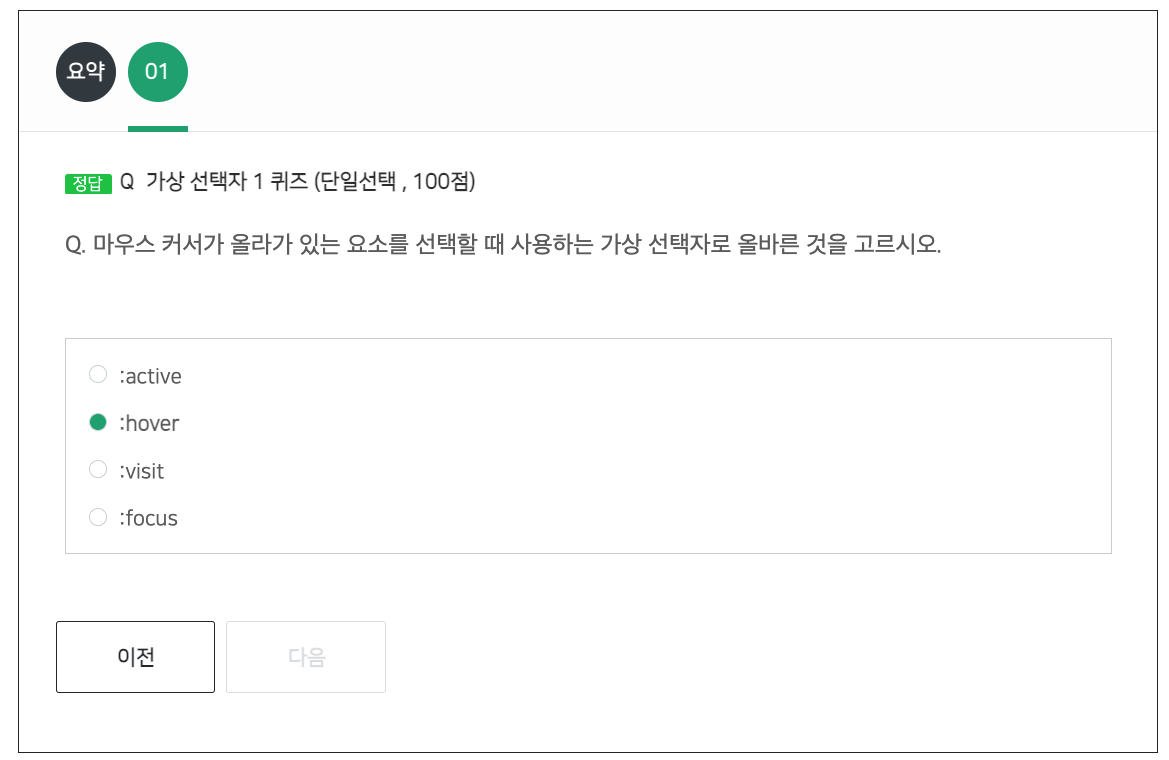 요약 01
정답 Q 가상 선택자 1 퀴즈 (단일선택 , 100점)
Q. 마우스 커서가 올라가 있는 요소를 선택할 때 사용하는 가상 선택자로 올바른 것을 고르시오.
:active
:hover
:visit
:focus
이전 다음